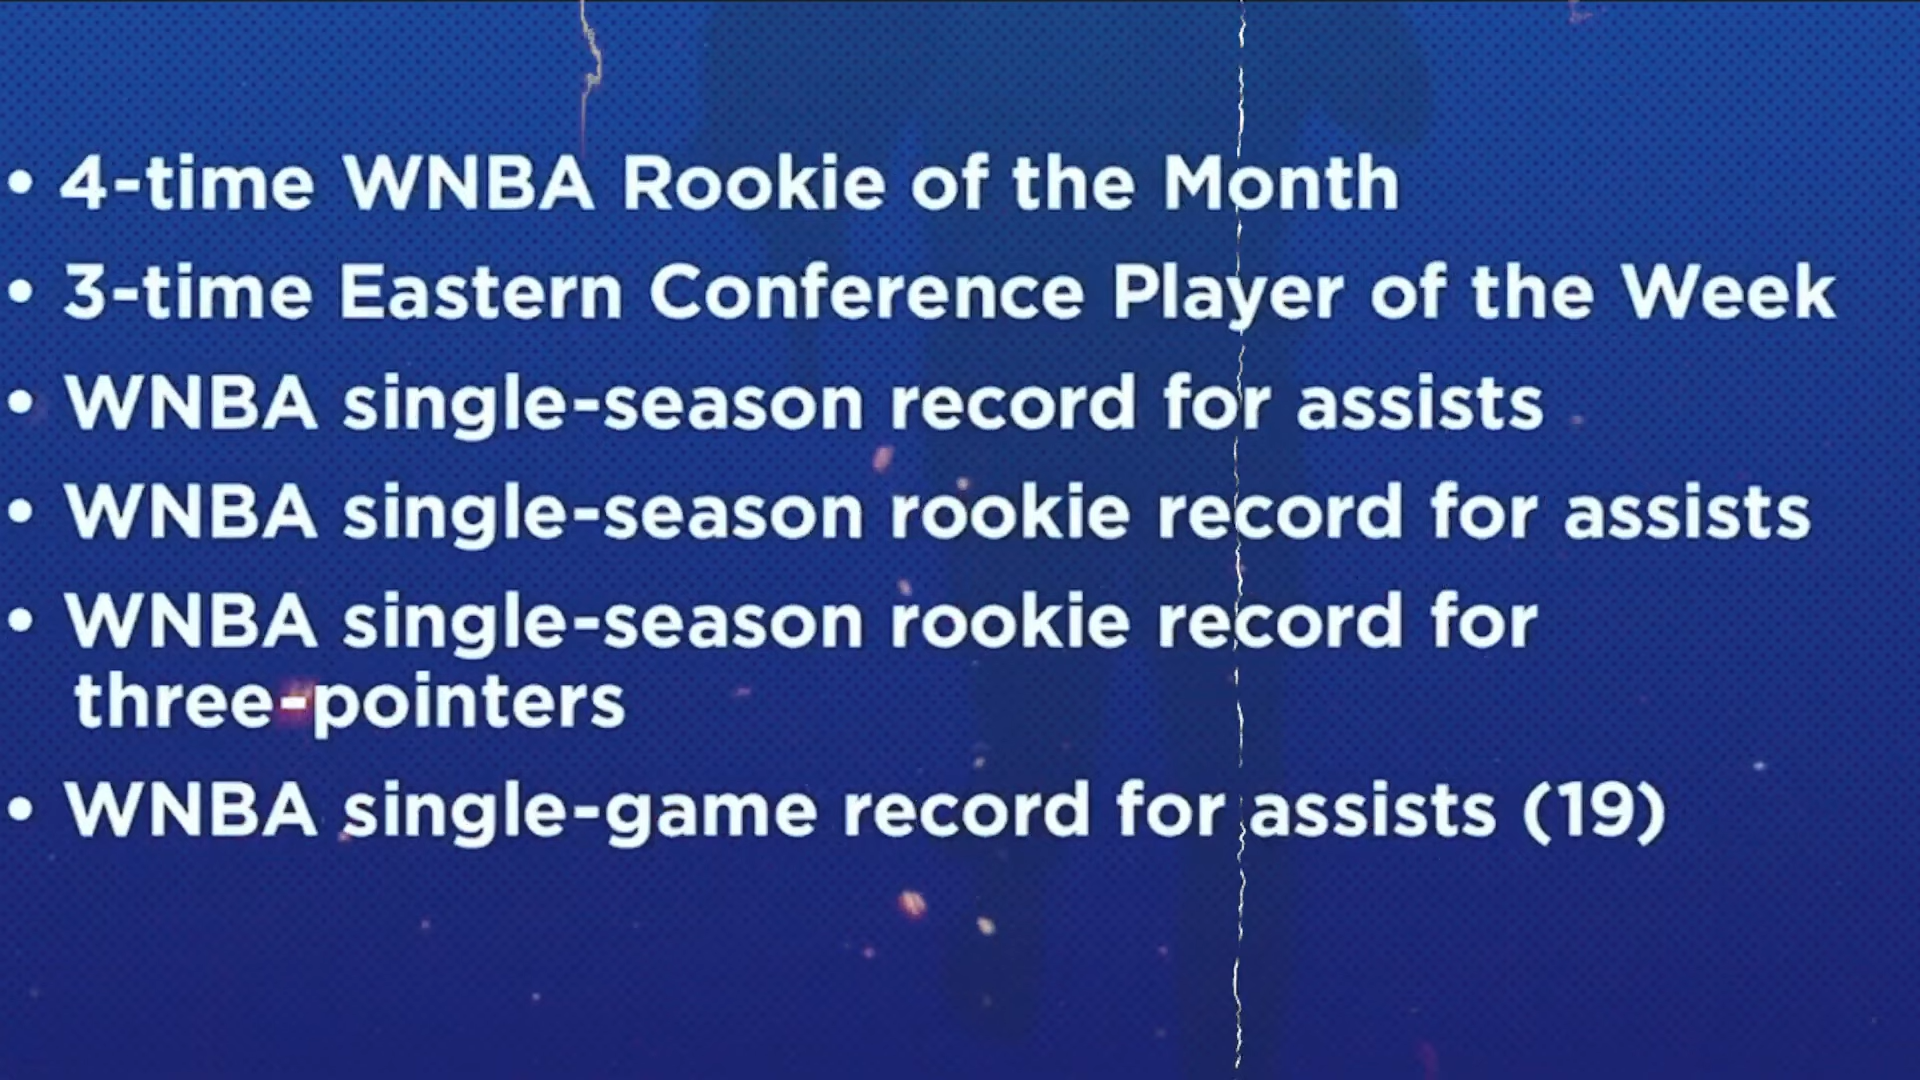 • 4-time WNBA Rookie of the Month
• 3-time Eastern Conference Player of the Week
• WNBA single-season record for assists
• WNBA single-season rookie record for assists
• WNBA single-season rookie record for
three-pointers
• WNBA single-game record for assists (19)